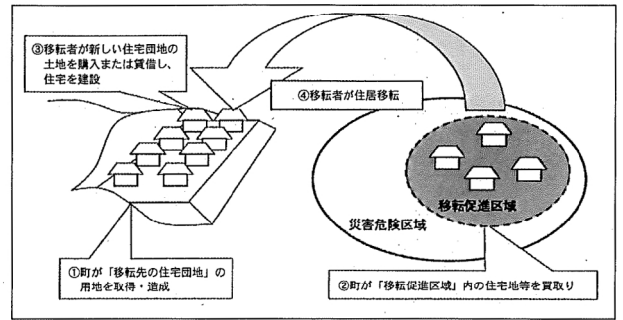 ③移転者が新しい住宅団地の
土地を購入または賃借し、
住宅を建設
④移転者が住居移転
移転促進区域
災害危険区域
①町が「移転先の住宅団地」の
用地を取得・造成
②町が「移転促進区域」内の住宅地等を買取り